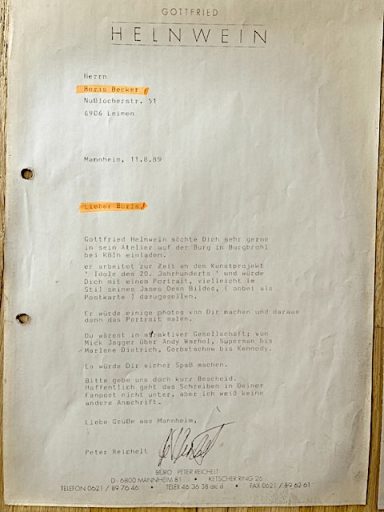 GOTTFRIED
HELNWEIN
Herrn
Boris Becker
Nußlocherstr. 51
6906 Leimen
Mannheim, 11.8.89
Lieber Boris,
Gottfried Helnwein möchte Dich sehr gerne
in sein Atelier auf der Burg in Burgbrohl
bei Köln einladen.
er arbeitet zur Zeit an dem Kunstprojekt
" Idole des 20. Jahrhunderts " und würde
Dich mit einem Portrait, vielleicht im
Stil seines James Dean Bildes, ( anbei als
Postkarte ) darzustellen.
Er würde einige photos von Dir machen und daraus
dann das Portrait malen.
Du wärest in attraktiver Gesellschaft; von
Mick Jagger über Andy Warhol, Superman bis
Marlene Dietrich, Gorbatschow bis Kennedy.
Es würde Dir sicher Spaß machen.
Bitte gebe uns doch kurz Bescheid.
Hoffentlich geht das Schreiben in Deiner
Fanpost nicht unter, aber ich weiß keine
andere Anschrift.
Liebe Grüße aus Mannheim,
Peter Reichelt
BÜRO PETER REICHELT
D - 6800 MANNHEIM 81 • KETSCHER RING 26
TELEFON 0621 / 89 76 46 • TELEX 46 36 38 • FAX 0621 / 89 62 61